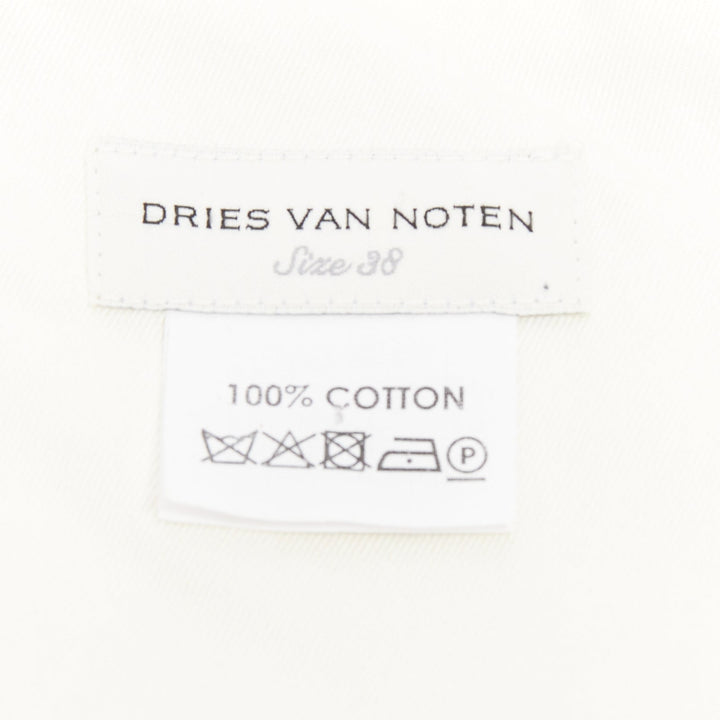 DRIES VAN NOTEN
Size 38
100% COTTON
P